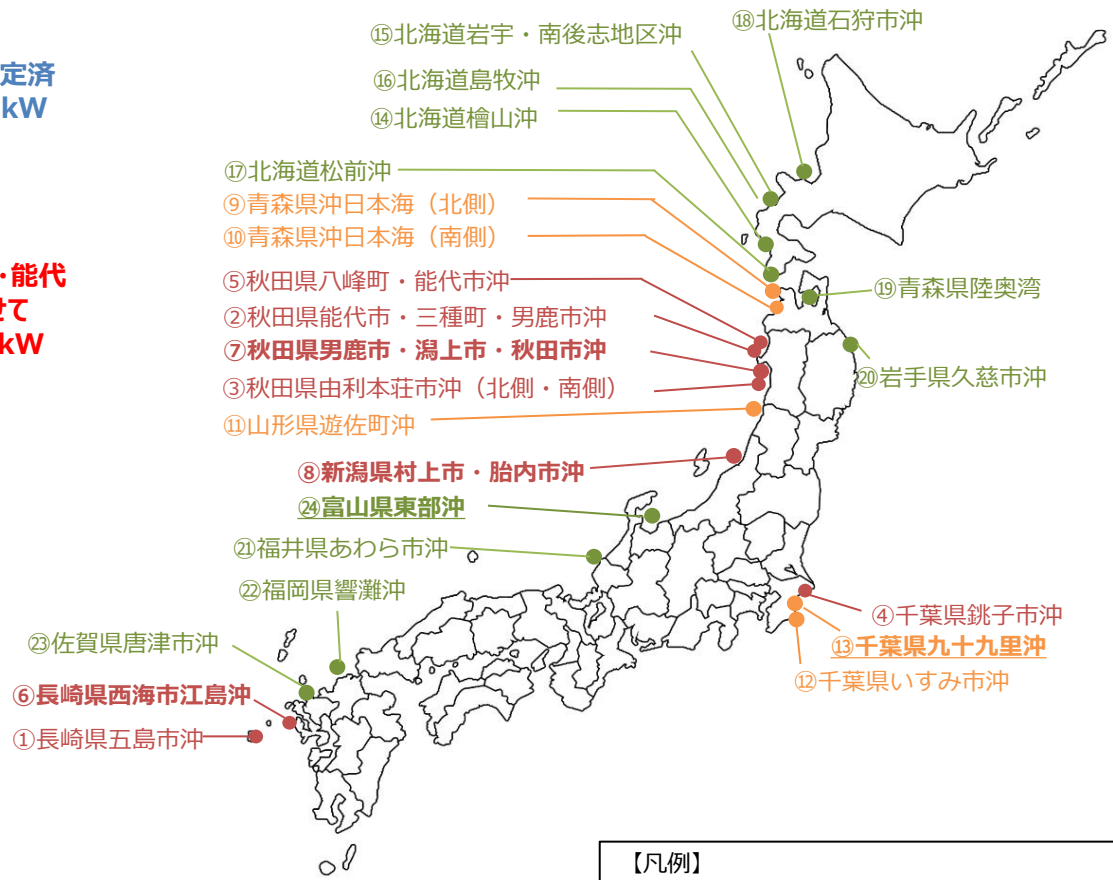 定済
kW
・能代
せて
kW
⑮北海道岩宇・南後志地区沖
⑱北海道石狩市沖
⑯北海道島牧沖
⑭北海道檜山沖
⑰北海道松前沖
⑨青森県沖日本海（北側）
⑩青森県沖日本海（南側）
⑤秋田県八峰町・能代市沖
⑲青森県陸奥湾
②秋田県能代市・三種町・男鹿市沖
⑦秋田県男鹿市・潟上市・秋田市沖
⑳岩手県久慈市沖
③秋田県由利本荘市沖（北側・南側）
⑪山形県遊佐町沖
⑧新潟県村上市・胎内市沖
㉔富山県東部沖
㉑福井県あわら市沖
㉒福岡県響灘沖
④千葉県銚子市沖
㉓佐賀県唐津市沖
⑬千葉県九十九里沖
⑫千葉県いすみ市沖
⑥長崎県西海市江島沖
①長崎県五島市沖
【凡例】